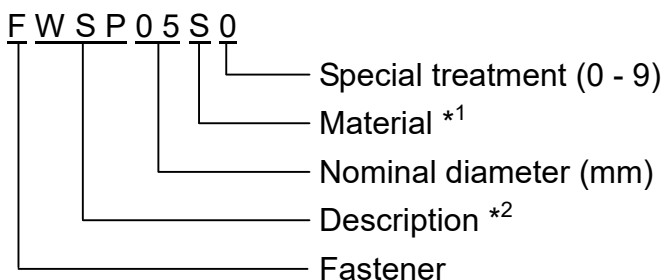 F W S P 0 5 S 0
Special treatment (0 - 9)
Material *1
Nominal diameter (mm)
Description *2
Fastener